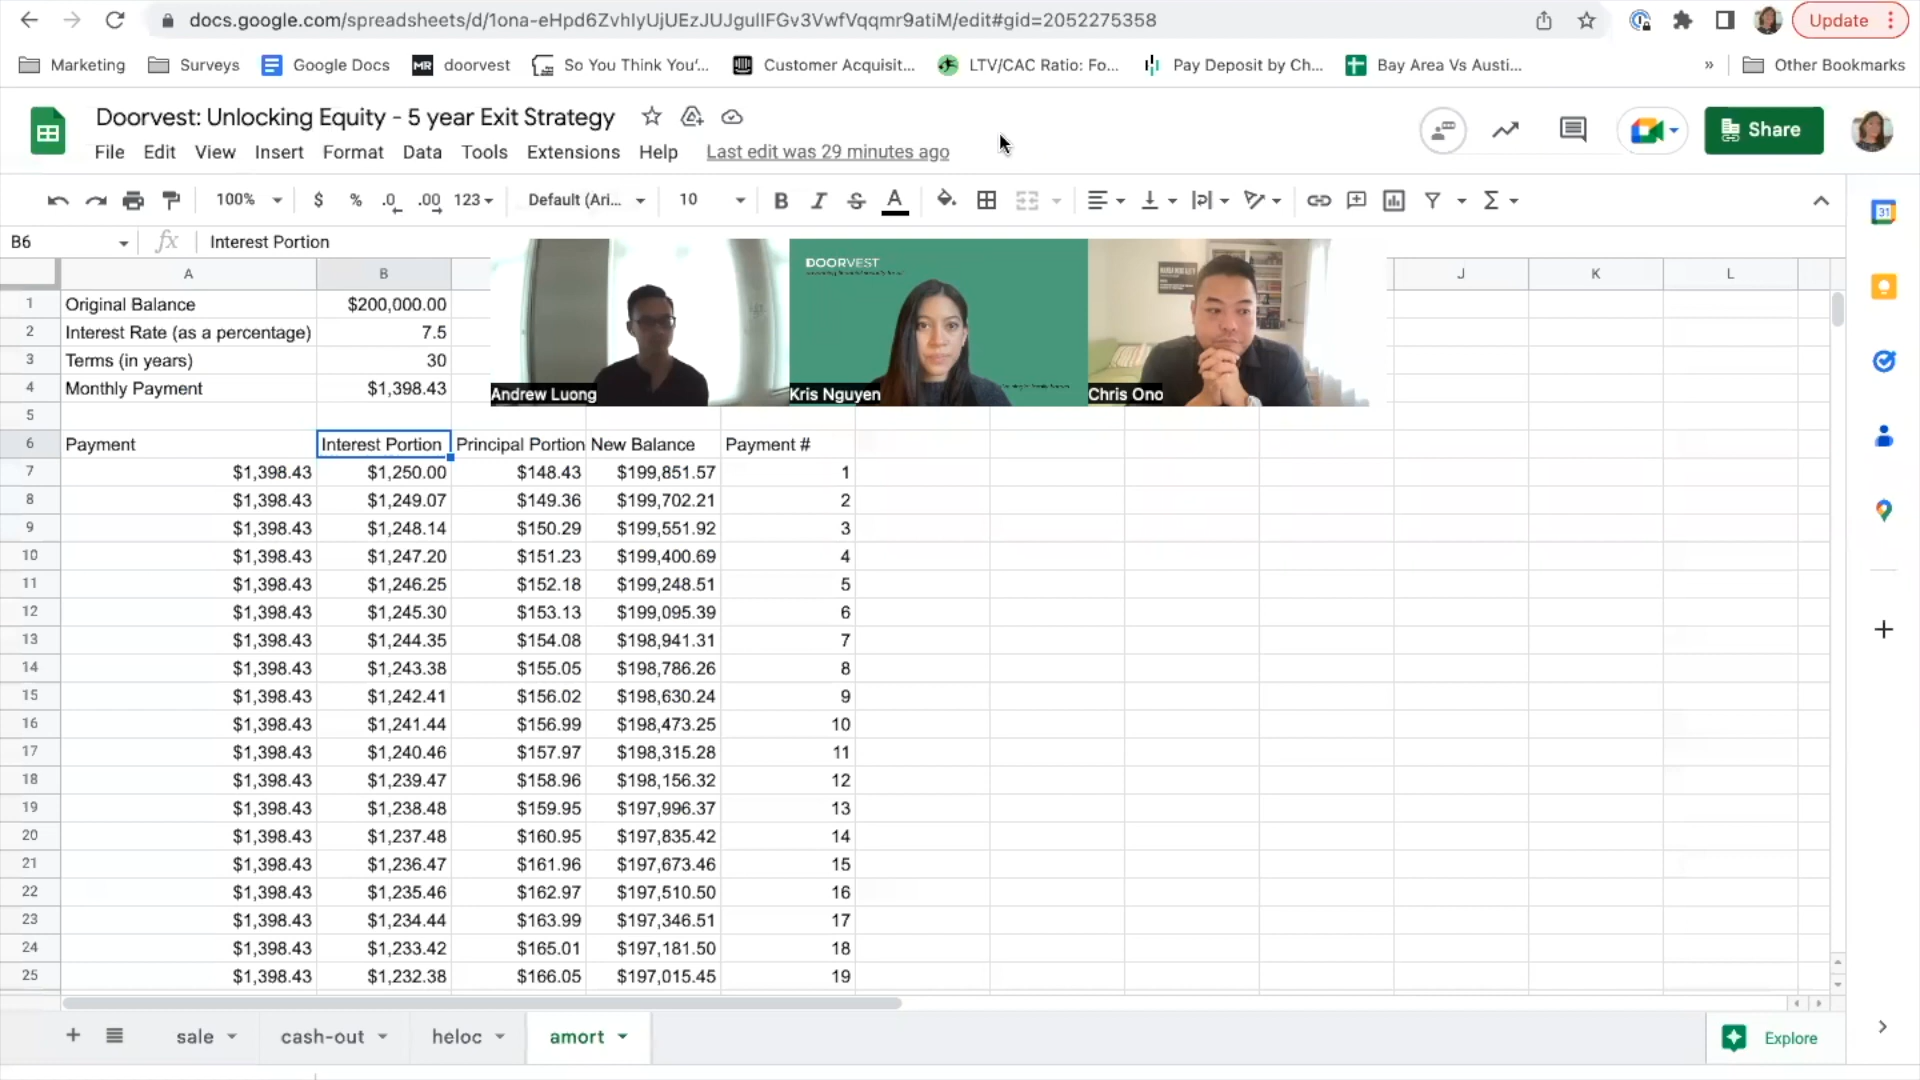 docs.google.com/spreadsheets/d/1ona-eHpd6ZvhIyUjUEzJUJgulIFGv3VwfVqqmr9atiM/edit#gid=2052275358
Update
Marketing Surveys Google Docs MR doorvest So You Think You'... Customer Acquisit... LTV/CAC Ratio: Fo... Pay Deposit by Ch... Bay Area Vs Austi... » Other Bookmarks
Doorvest: Unlocking Equity - 5 year Exit Strategy
File Edit View Insert Format Data Tools Extensions Help Last edit was 29 minutes ago
Share
100% $ % .0 .00 123 Default (Ari... 10 B I S A Σ
31
B6 fx Interest Portion
DOORVEST
A B J K L
1 Original Balance $200,000.00
2 Interest Rate (as a percentage) 7.5
3 Terms (in years) 30
4 Monthly Payment $1,398.43
Andrew Luong Kris Nguyen Chris Ono
5
6 Payment Interest Portion Principal Portion New Balance Payment #
7 $1,398.43 $1,250.00 $148.43 $199,851.57 1
8 $1,398.43 $1,249.07 $149.36 $199,702.21 2
9 $1,398.43 $1,248.14 $150.29 $199,551.92 3
10 $1,398.43 $1,247.20 $151.23 $199,400.69 4
11 $1,398.43 $1,246.25 $152.18 $199,248.51 5
12 $1,398.43 $1,245.30 $153.13 $199,095.39 6
13 $1,398.43 $1,244.35 $154.08 $198,941.31 7
14 $1,398.43 $1,243.38 $155.05 $198,786.26 8
15 $1,398.43 $1,242.41 $156.02 $198,630.24 9
16 $1,398.43 $1,241.44 $156.99 $198,473.25 10
17 $1,398.43 $1,240.46 $157.97 $198,315.28 11
18 $1,398.43 $1,239.47 $158.96 $198,156.32 12
19 $1,398.43 $1,238.48 $159.95 $197,996.37 13
20 $1,398.43 $1,237.48 $160.95 $197,835.42 14
21 $1,398.43 $1,236.47 $161.96 $197,673.46 15
22 $1,398.43 $1,235.46 $162.97 $197,510.50 16
23 $1,398.43 $1,234.44 $163.99 $197,346.51 17
24 $1,398.43 $1,233.42 $165.01 $197,181.50 18
25 $1,398.43 $1,232.38 $166.05 $197,015.45 19
sale cash-out heloc amort Explore